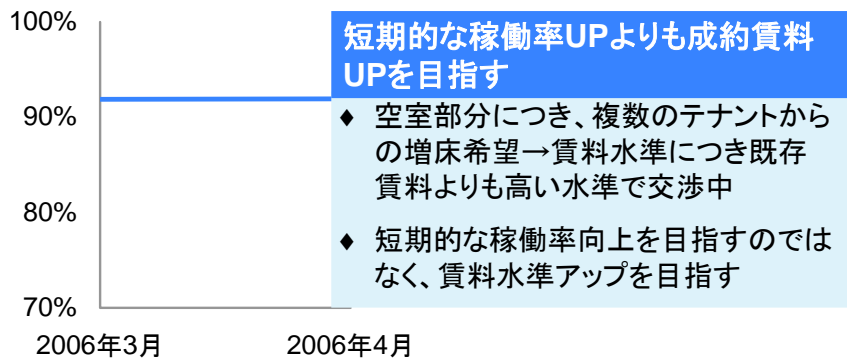 100%
90%
80%
70%
2006年3月
2006年4月
短期的な稼働率UPよりも成約賃料
UPを目指す
♦ 空室部分につき、複数のテナントから
の増床希望→賃料水準につき既存
賃料よりも高い水準で交渉中
♦ 短期的な稼働率向上を目指すのでは
なく、賃料水準アップを目指す